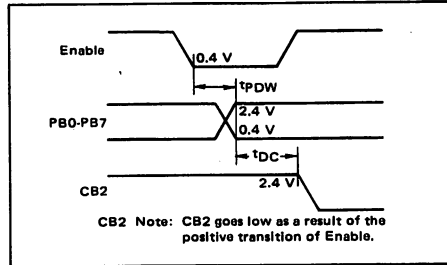 Enable
0.4 V
tPDW
PB0-PB7
2.4 V
0.4 V
tDC
CB2
2.4 V
CB2 Note: CB2 goes low as a result of the
positive transition of Enable.